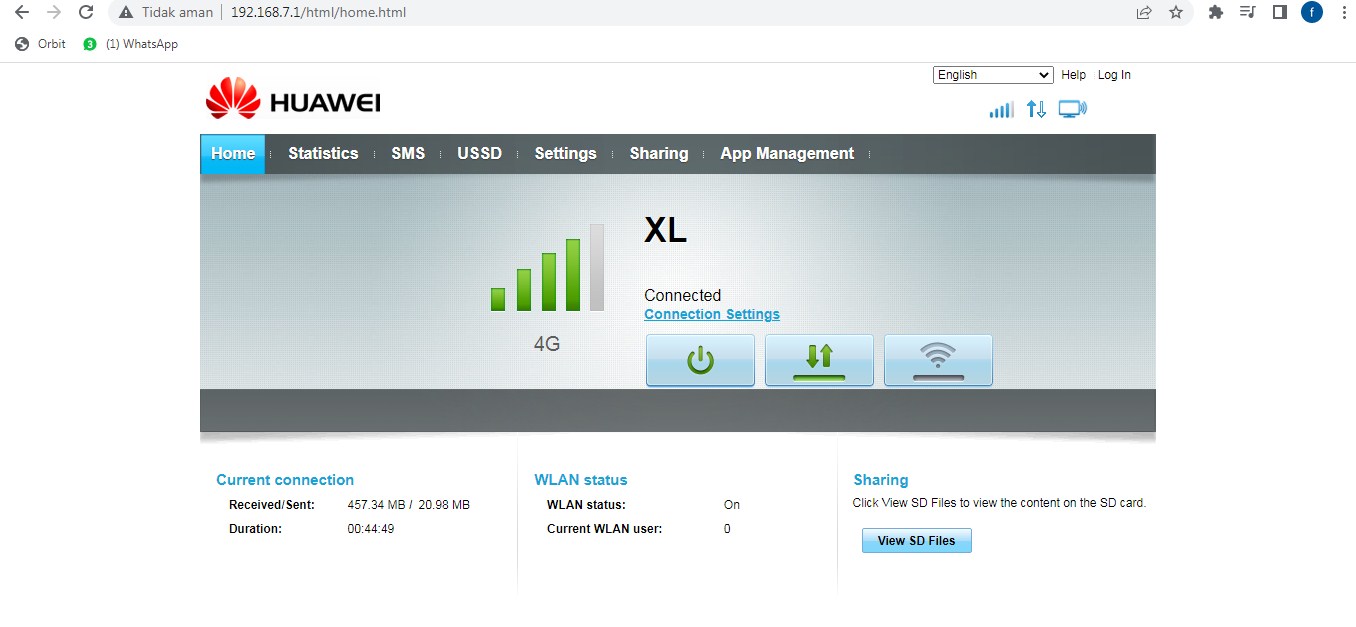 Tidak aman | 192.168.7.1/html/home.html
f
Orbit 3 (1) WhatsApp
English Help Log In
HUAWEI
Home Statistics SMS USSD Settings Sharing App Management
XL
Connected
Connection Settings
4G
Current connection
Received/Sent: 457.34 MB / 20.98 MB
Duration: 00:44:49
WLAN status
WLAN status: On
Current WLAN user: 0
Sharing
Click View SD Files to view the content on the SD card.
View SD Files